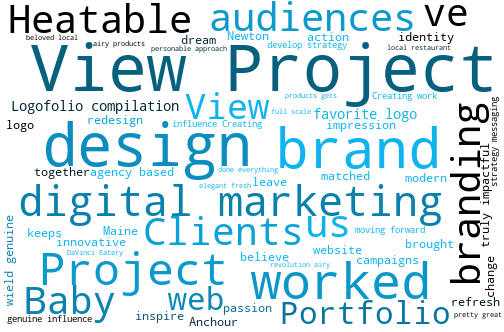 Heatable audiences ve
beloved local dream Newton action identity
airy products personable approach develop strategy local restaurant
View Project
products gets Creating work
Logofolio compilation View favorite logo
full scale
logo redesign influence Creating impression
design brand
done everything
together agency based matched modern
elegant fresh leave
digital marketing
keeps Maine Clients us moving forward
innovative website brought
DaVinci Eatery believe campaigns
revolution airy
Project worked
Baby web passion Portfolio refresh
genuine influence inspire Anchour pretty great
wield genuine
branding
truly impactful
strategy messaging
change